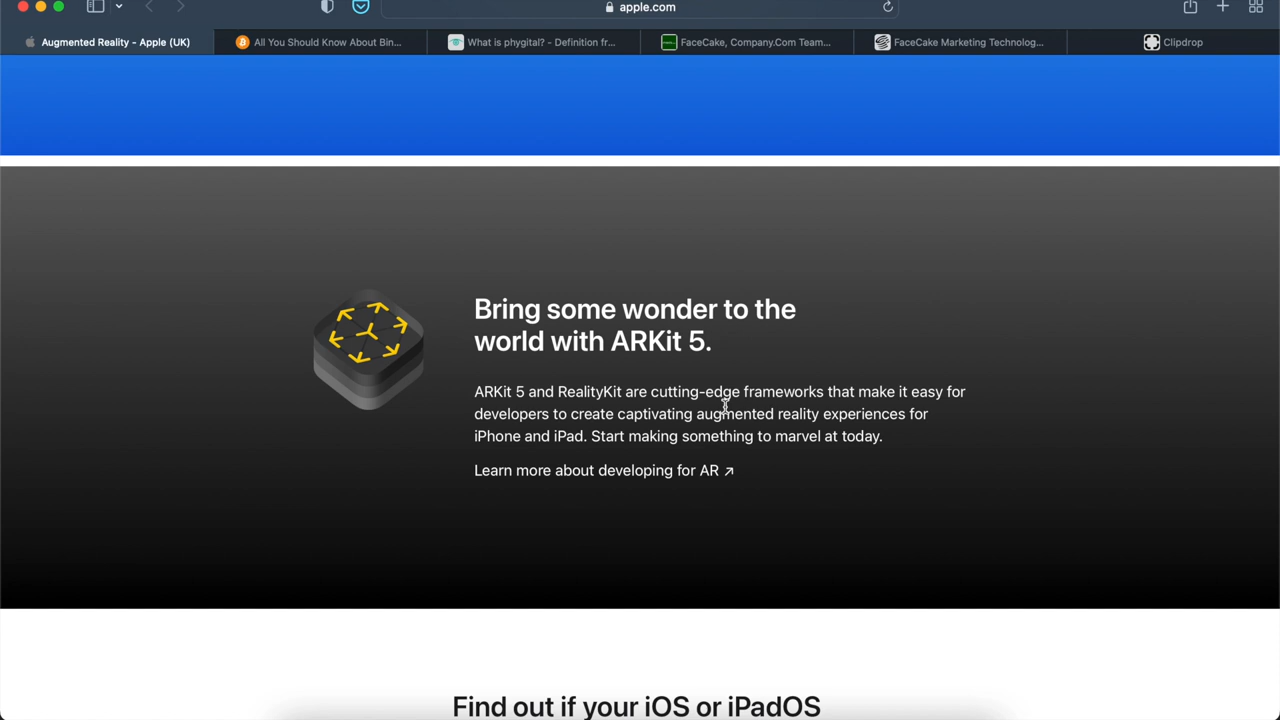 apple.com
Augmented Reality - Apple (UK)
All You Should Know About Bin...
What is phygital? - Definition fr...
FaceCake, Company.Com Team...
FaceCake Marketing Technolog...
Clipdrop
Bring some wonder to the
world with ARKit 5.
ARKit 5 and RealityKit are cutting-edge frameworks that make it easy for
developers to create captivating augmented reality experiences for
iPhone and iPad. Start making something to marvel at today.
Learn more about developing for AR ↗
Find out if your iOS or iPadOS